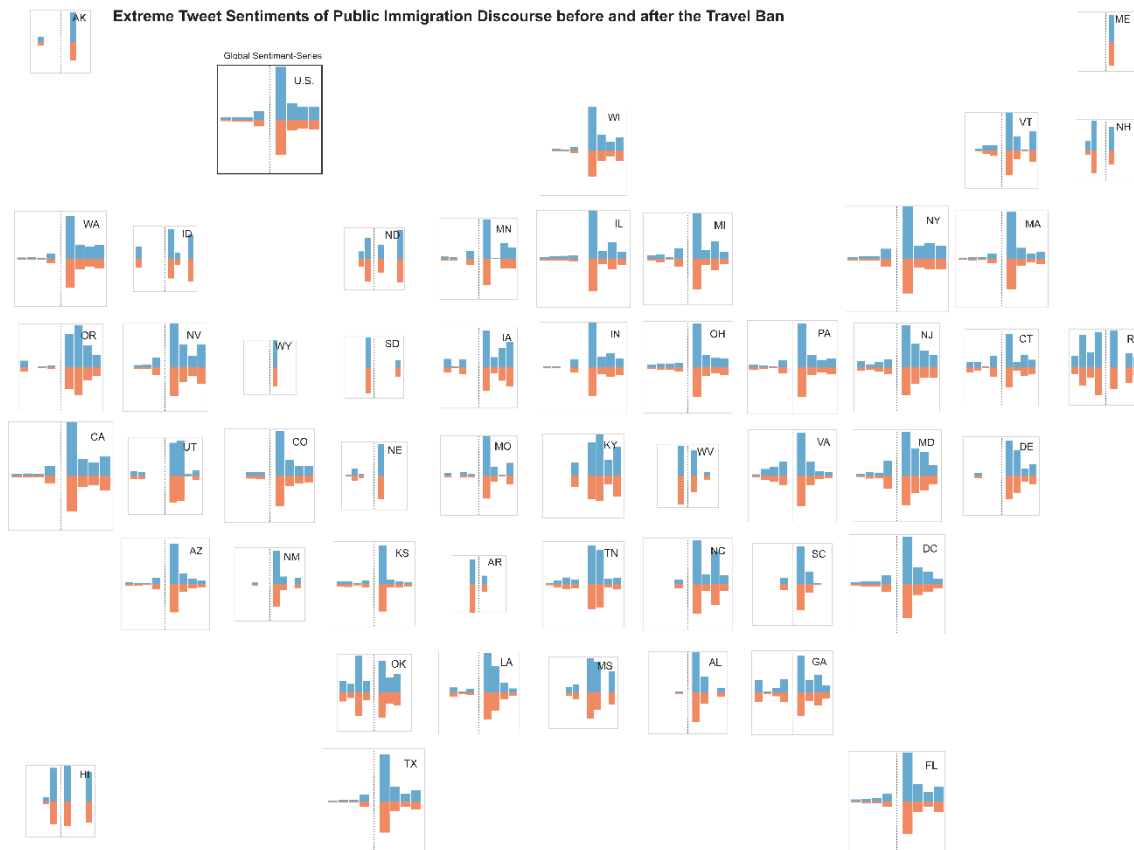 Extreme Tweet Sentiments of Public Immigration Discourse before and after the Travel Ban
AK
ME
Global Sentiment-Series
U.S.
WI
VT
NH
WA
ID
ND
MN
IL
MI
NY
MA
OR
NV
WY
SD
IA
IN
OH
PA
NJ
CT
R
CA
UT
CO
NE
MO
KY
WV
VA
MD
DE
AZ
NM
KS
AR
TN
NC
SC
DC
OK
LA
MS
AL
GA
HI
TX
FL